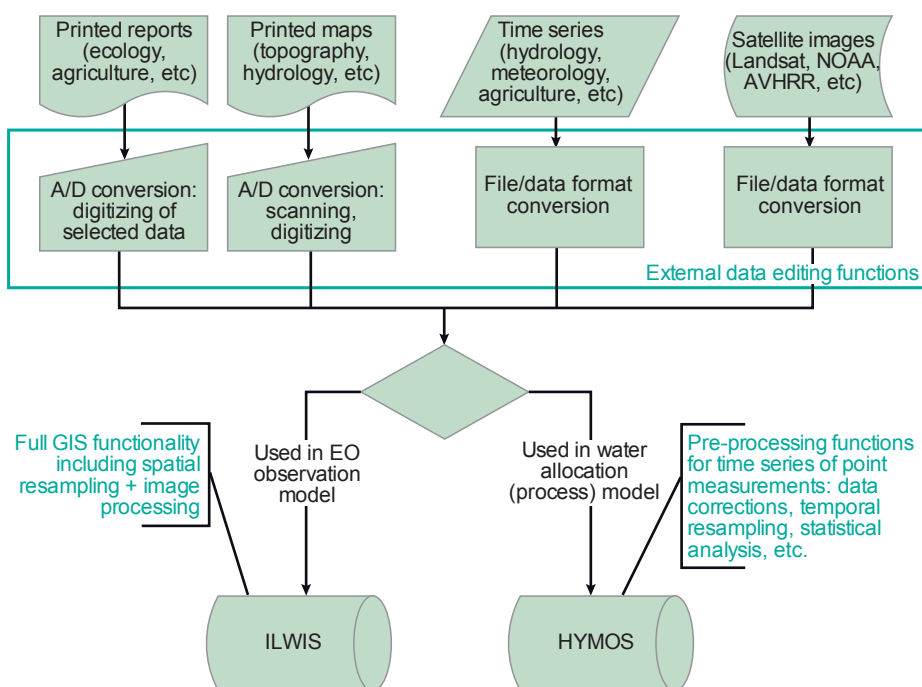 Printed reports
(ecology,
agriculture, etc)
Printed maps
(topography,
hydrology, etc)
Time series
(hydrology,
meteorology,
agriculture, etc)
Satellite images
(Landsat, NOAA,
AVHRR, etc)
A/D conversion:
digitizing of
selected data
A/D conversion:
scanning,
digitizing
File/data format
conversion
File/data format
conversion
External data editing functions
Full GIS functionality
including spatial
resampling + image
processing
Used in EO
observation
model
Used in water
allocation
(process) model
Pre-processing functions
for time series of point
measurements: data
corrections, temporal
resampling, statistical
analysis, etc.
ILWIS
HYMOS